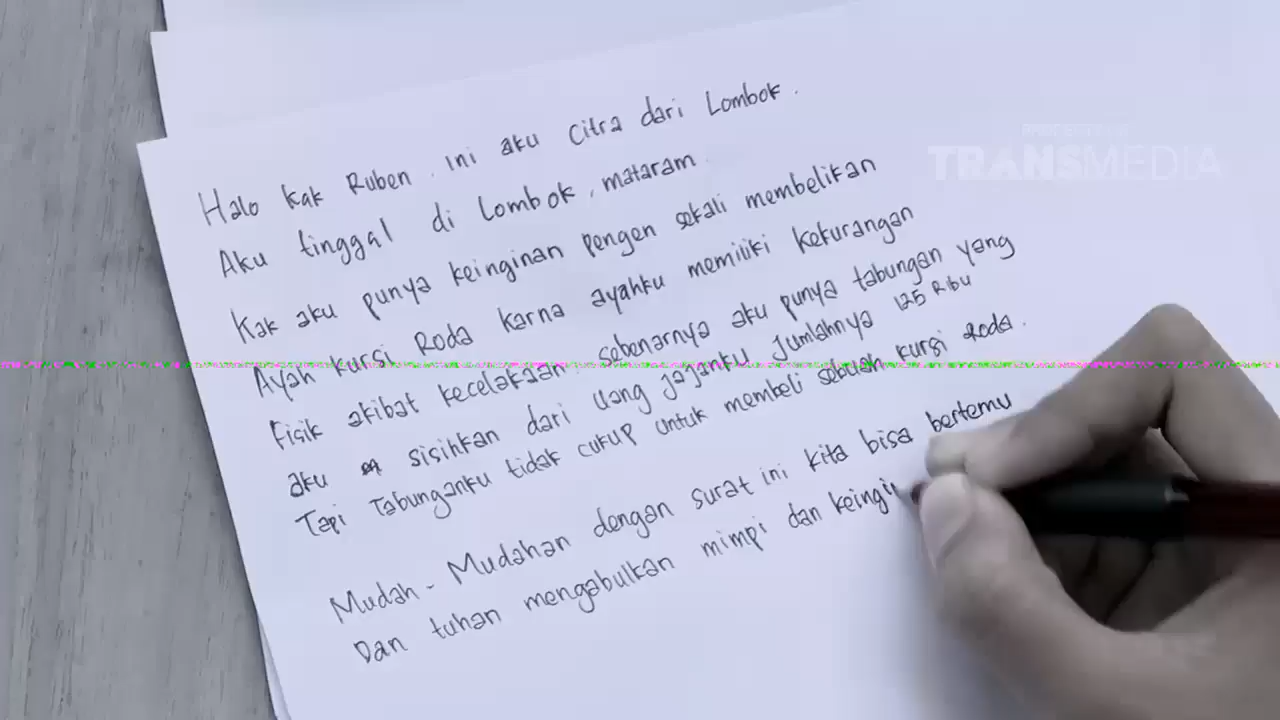 Halo Kak Ruben. ini aku Citra dari Lombok.
Aku tinggal di Lombok, mataram.
Kak aku punya keinginan pengen sekali membelikan
Ayah kursi Roda karna ayahku memiliki kekurangan
Fisik akibat kecelakaan. sebenarnya aku punya tabungan yang
aku sisihkan dari uang jajanku Jumlahnya 125 Ribu
Tapi Tabunganku tidak cukup untuk membeli sebuah kursi Roda.
Mudah-Mudahan dengan surat ini kita bisa bertemu
Dan tuhan mengabulkan mimpi dan keingi
TRANSMEDIA